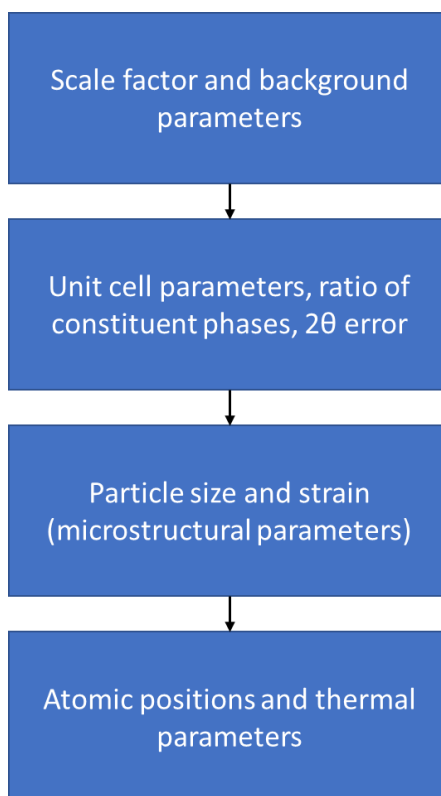 Scale factor and background
parameters
Unit cell parameters, ratio of
constituent phases, 2θ error
Particle size and strain
(microstructural parameters)
Atomic positions and thermal
parameters